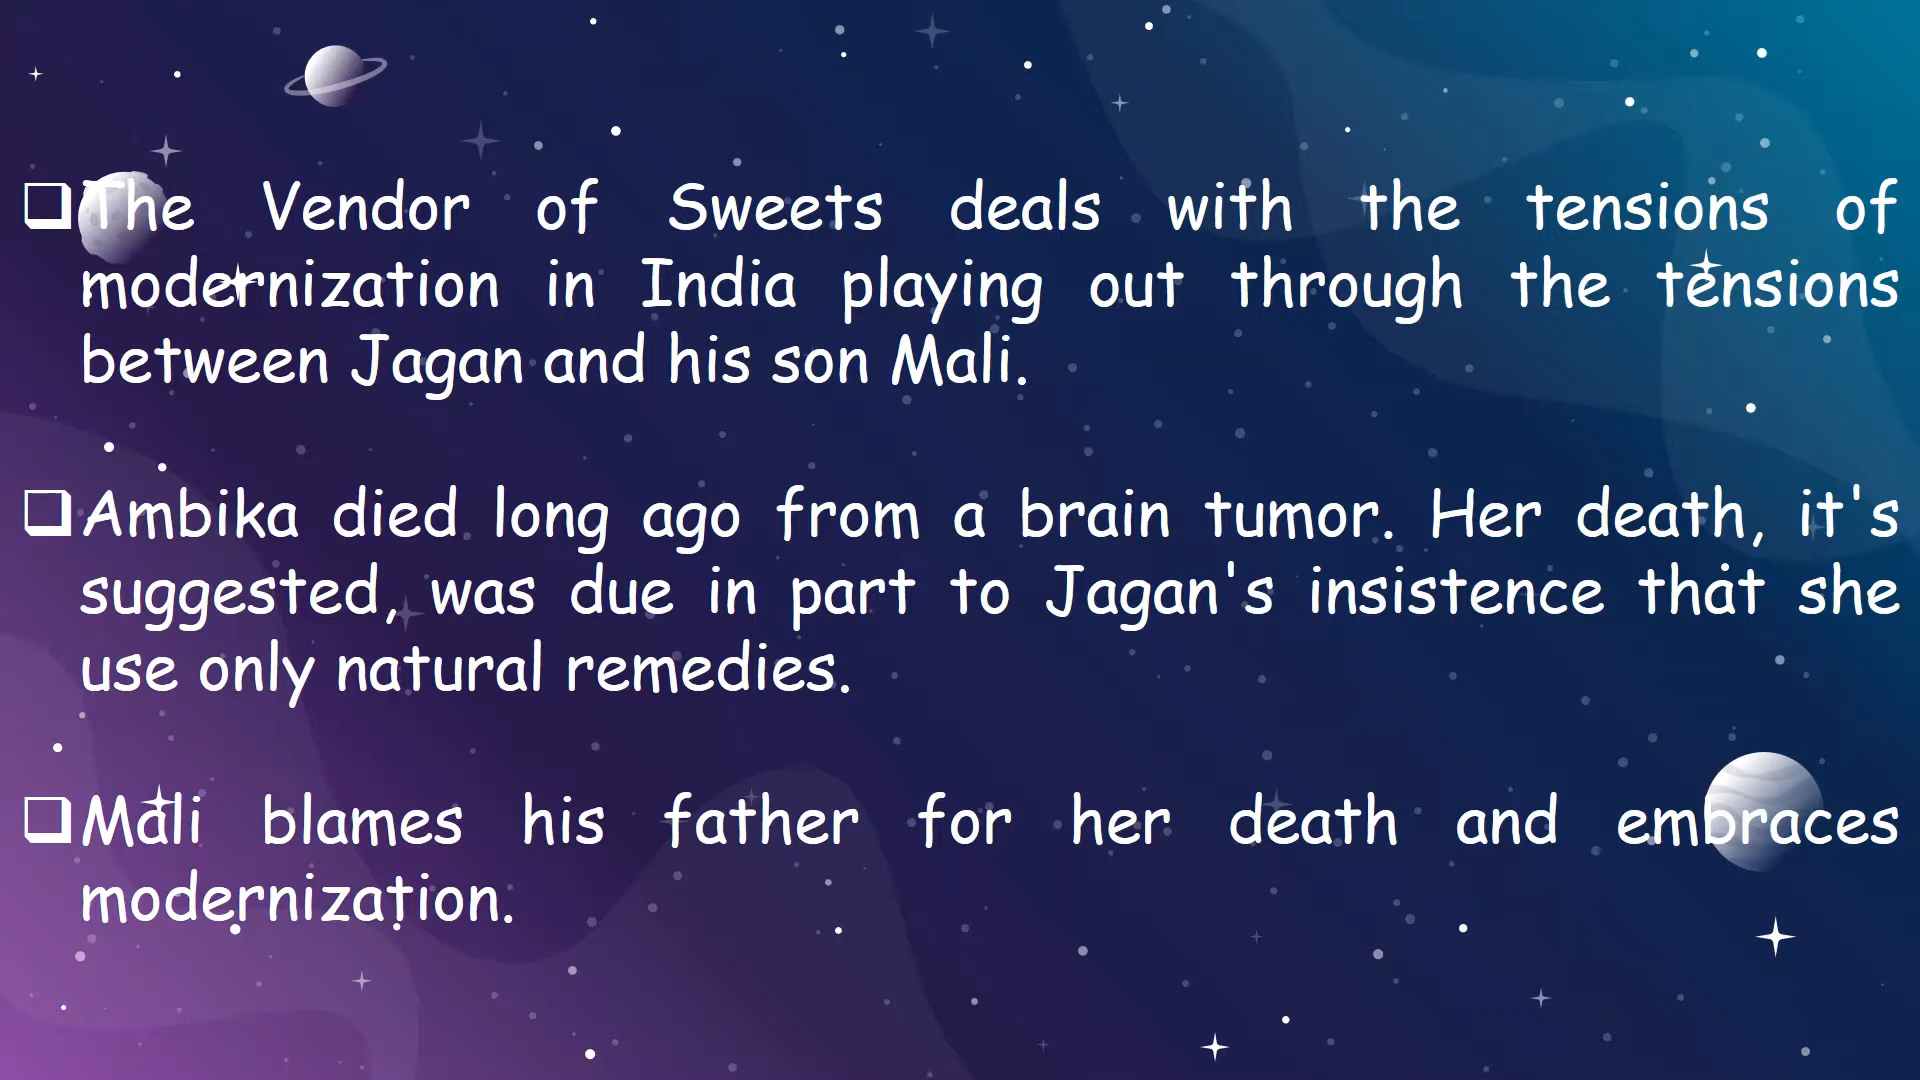 ❑The Vendor of Sweets deals with the tensions of
modernization in India playing out through the tensions
between Jagan and his son Mali.
❑Ambika died long ago from a brain tumor. Her death, it's
suggested, was due in part to Jagan's insistence that she
use only natural remedies.
❑Mali blames his father for her death and embraces
modernization.